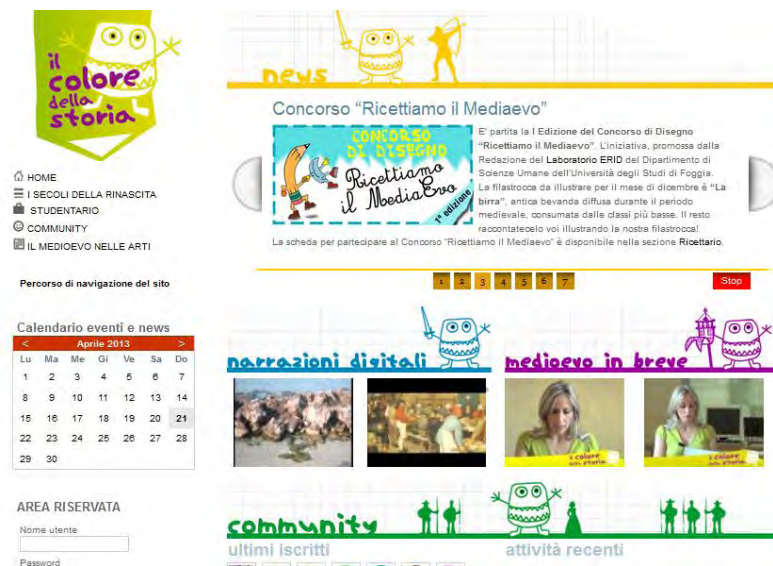 il
colore
della
storia
HOME
I SECOLI DELLA RINASCITA
STUDENTARIO
COMMUNITY
IL MEDIOEVO NELLE ARTI
Percorso di navigazione del sito
Calendario eventi e news
< Aprile 2013 >
Lu Ma Me Gi Ve Sa Do
1 2 3 4 5 6 7
8 9 10 11 12 13 14
15 16 17 18 19 20 21
22 23 24 25 26 27 28
29 30
AREA RISERVATA
Nome utente
Password
news
Concorso “Ricettiamo il Mediaevo”
CONCORSO
DI DISEGNO
Ricettiamo
il MediaEvo
1ª edizione
E' partita la I Edizione del Concorso di Disegno
“Ricettiamo il Mediaevo”. L'iniziativa, promossa dalla
Redazione del Laboratorio ERID del Dipartimento di
Scienze Umane dell'Università degli Studi di Foggia.
La filastrocca da illustrare per il mese di dicembre è “La
birra”, antica bevanda diffusa durante il periodo
medievale, consumata dalle classi più basse. Il resto
raccontatecelo voi illustrando la nostra filastrocca!
La scheda per partecipare al Concorso “Ricettiamo il Mediaevo” è disponibile nella sezione Ricettario.
1 2 3 4 5 6 7
Stop
narrazioni digitali
medioevo in breve
il colore
della storia
il colore
della storia
community
ultimi iscritti
attività recenti